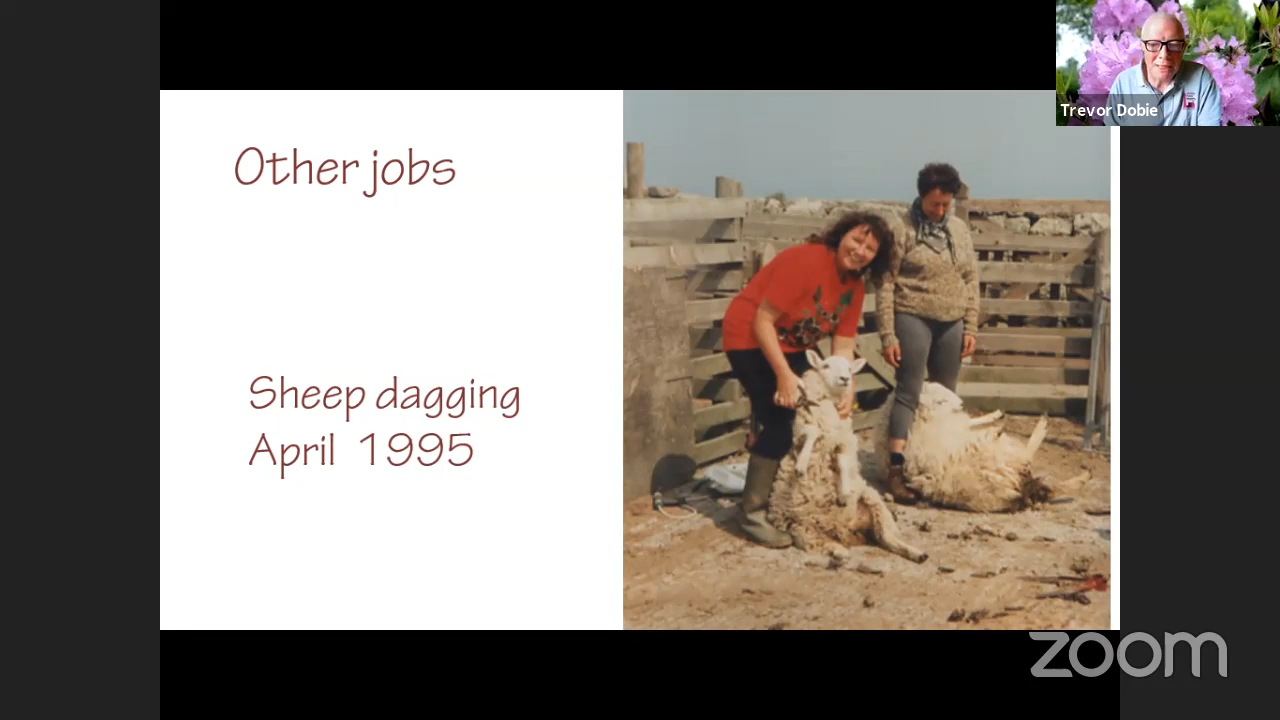 Other jobs
Sheep dagging
April 1995
Trevor Dobie
zoom